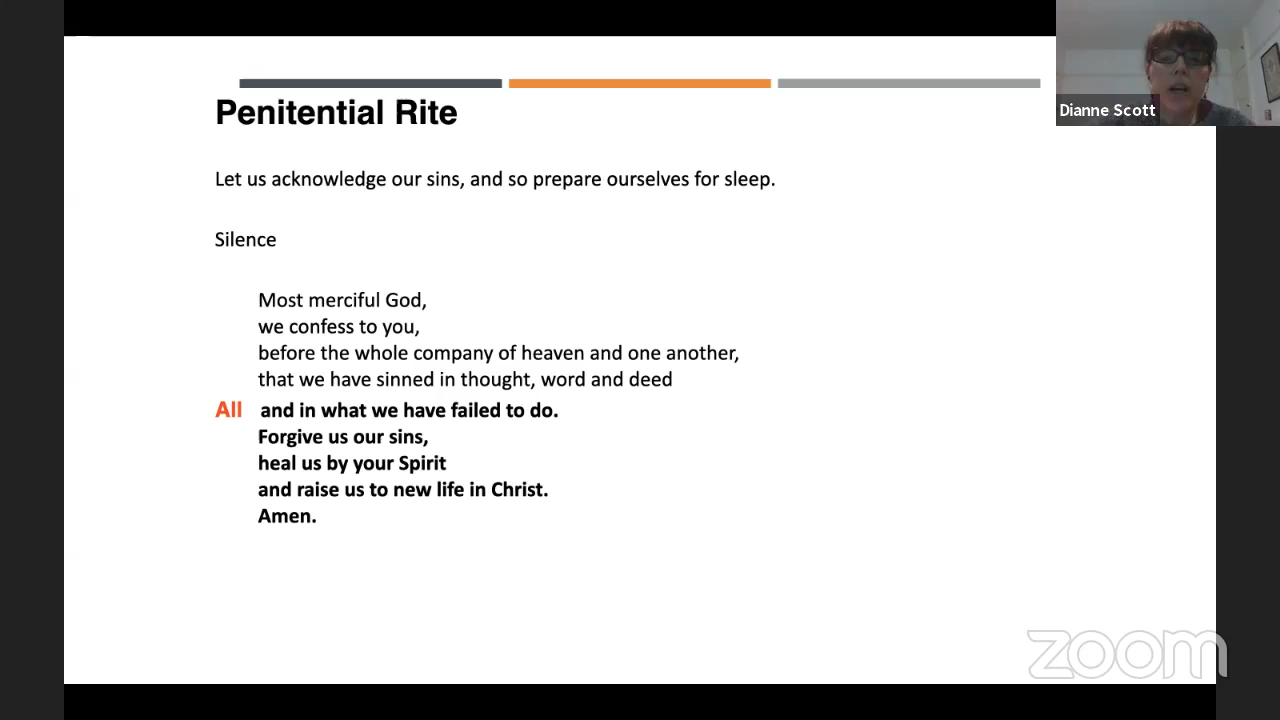 Penitential Rite
Dianne Scott
Let us acknowledge our sins, and so prepare ourselves for sleep.
Silence
Most merciful God,
we confess to you,
before the whole company of heaven and one another,
that we have sinned in thought, word and deed
All and in what we have failed to do.
Forgive us our sins,
heal us by your Spirit
and raise us to new life in Christ.
Amen.
zoom